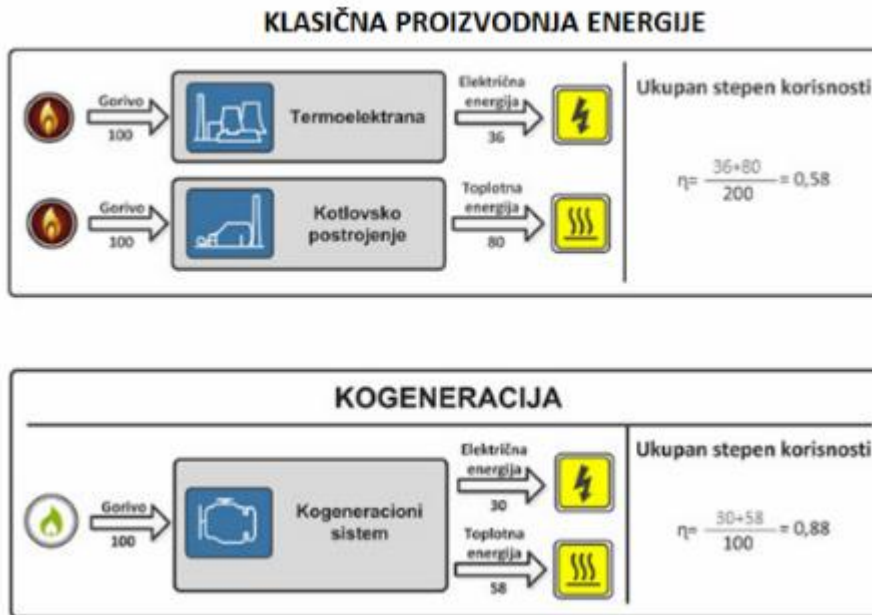 KLASIČNA PROIZVODNJA ENERGIJE
Gorivo
100
Termoelektrana
Električna
energija
36
Ukupan stepen korisnosti
η= 36+80
200
= 0,58
Gorivo
100
Kotlovsko
postrojenje
Toplotna
energija
80
KOGENERACIJA
Gorivo
100
Kogeneracioni
sistem
Električna
energija
30
Toplotna
energija
58
Ukupan stepen korisnosti
η= 30+58
100
= 0,88